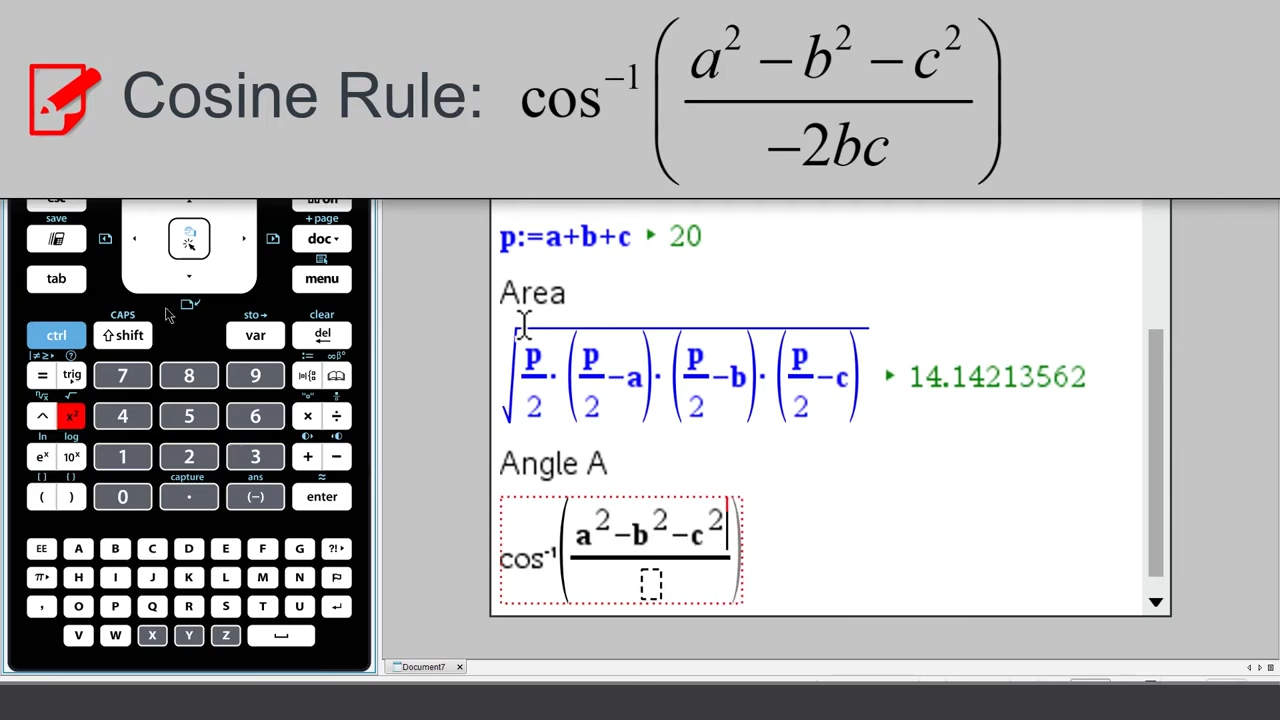 Cosine Rule: cos⁻¹((a² − b² − c²)/(−2bc))
save
+ page
doc▾
tab
menu
CAPS
sto→
clear
ctrl
⇧shift
var
del
= trig 7 8 9
^ x² 4 5 6 × ÷
ln log
eˣ 10ˣ 1 2 3 + −
[ ] { } capture ans ≈
( ) 0 . (−) enter
EE A B C D E F G ?!▸
π▸ H I J K L M N
, O P Q R S T U ↵
V W X Y Z
p:=a+b+c ▸ 20
Area
√(p/2·(p/2−a)·(p/2−b)·(p/2−c)) ▸ 14.14213562
Angle A
cos⁻¹((a²−b²−c²)/▯)
Document7